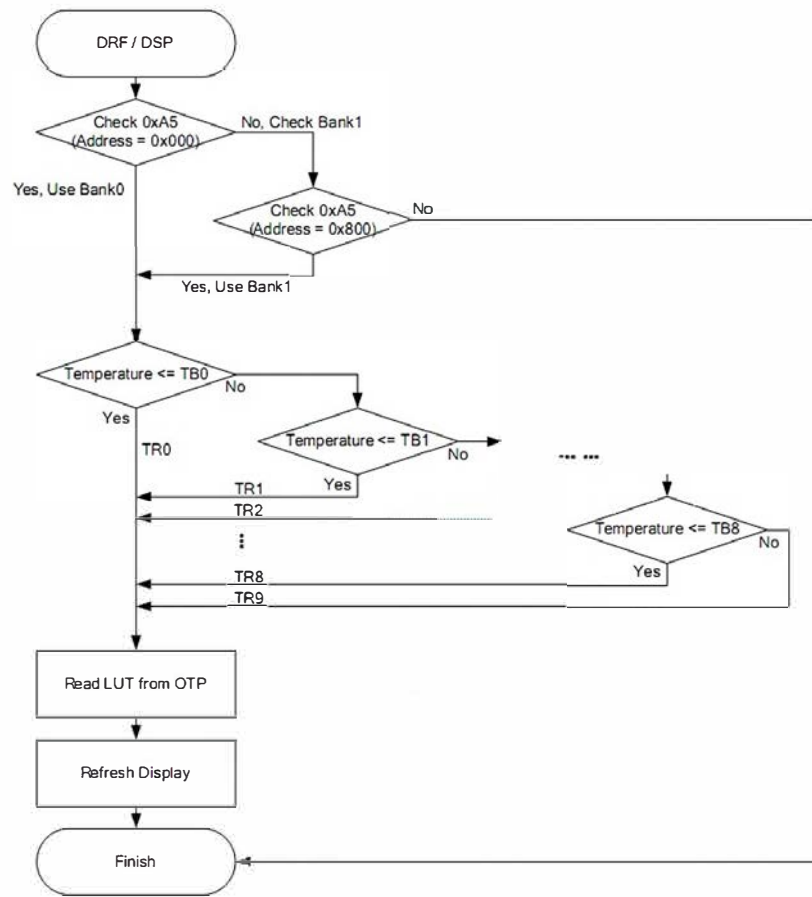 DRF / DSP
Check 0xA5
(Address = 0x000)
No, Check Bank1
Yes, Use Bank0
Check 0xA5
(Address = 0x800)
No
Yes, Use Bank1
Temperature <= TB0
No
Yes
TR0
Temperature <= TB1
No
Yes
... ...
TR1
TR2
Temperature <= TB8
No
Yes
TR8
TR9
Read LUT from OTP
Refresh Display
Finish